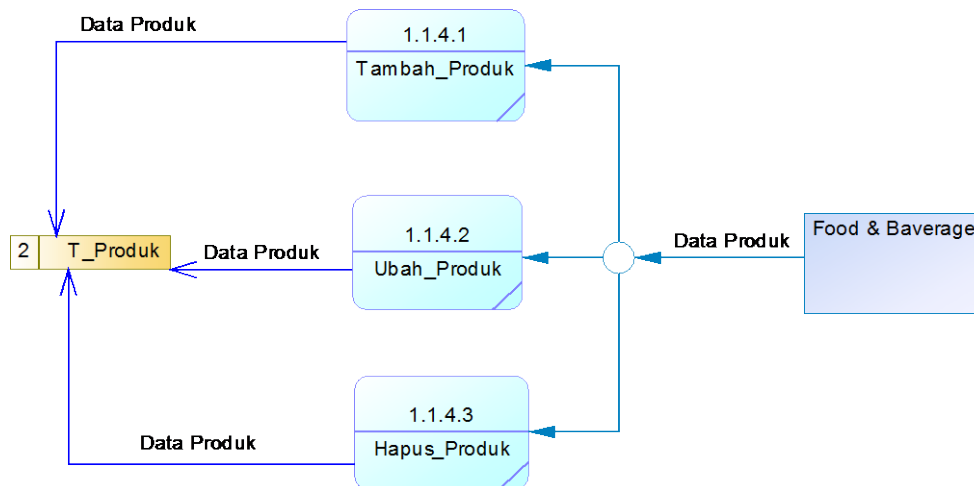 Data Produk
1.1.4.1
Tambah_Produk
2
T_Produk
Data Produk
1.1.4.2
Ubah_Produk
Data Produk
Food & Baverage
Data Produk
1.1.4.3
Hapus_Produk